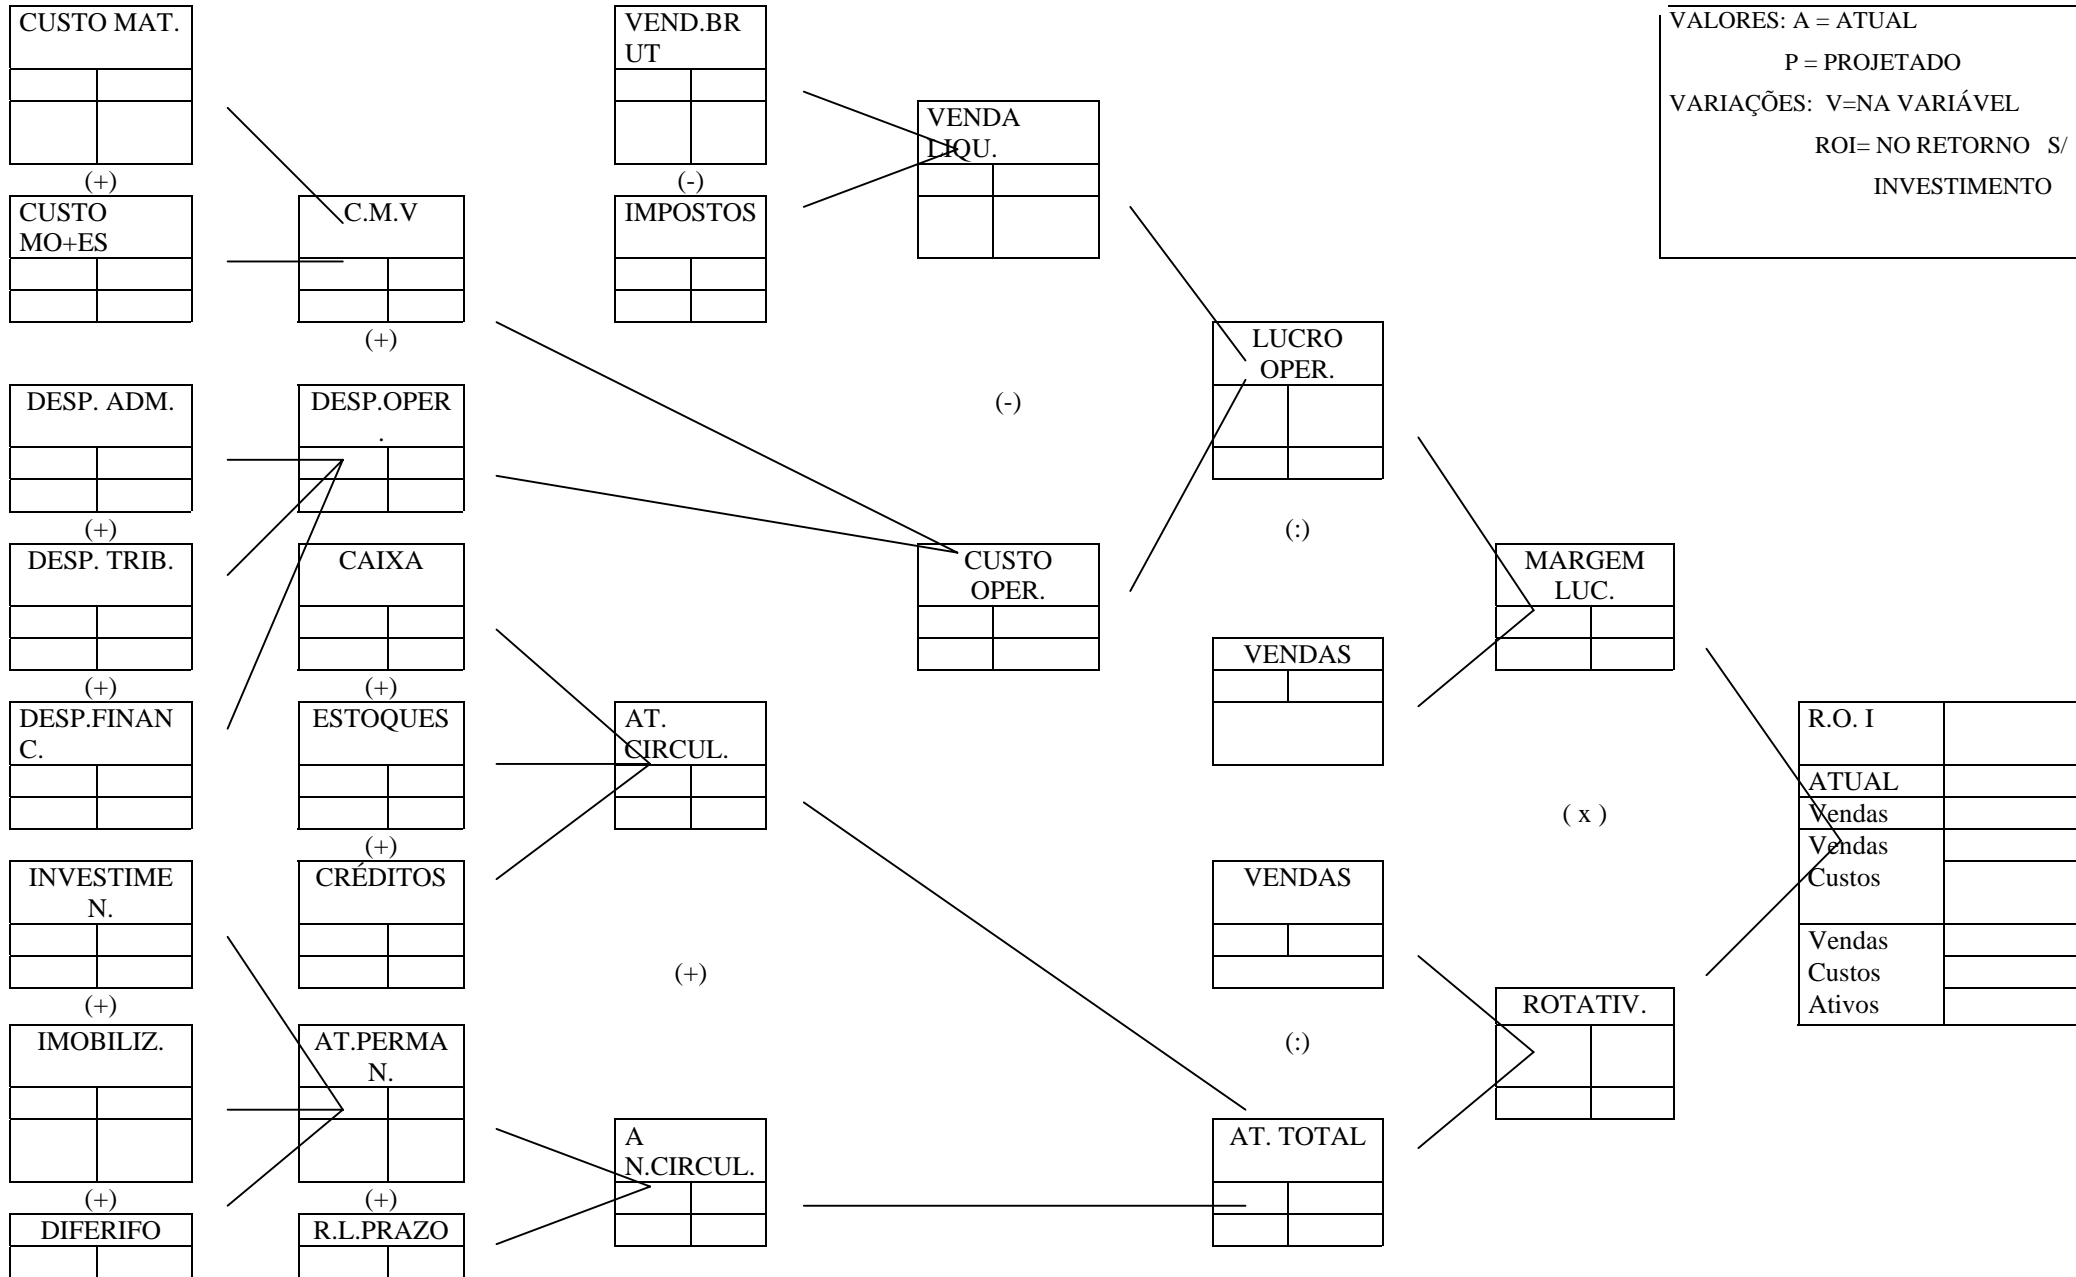 CUSTO MAT.
(+)
CUSTO
MO+ES
C.M.V
(+)
VEND.BR
UT
(-)
IMPOSTOS
VENDA
LIQU.
VALORES: A = ATUAL
P = PROJETADO
VARIAÇÕES: V=NA VARIÁVEL
ROI= NO RETORNO S/
INVESTIMENTO
DESP. ADM.
(+)
DESP.OPER
.
(-)
LUCRO
OPER.
(:)
DESP. TRIB.
(+)
CAIXA
(+)
CUSTO
OPER.
MARGEM
LUC.
VENDAS
DESP.FINAN
C.
ESTOQUES
(+)
AT.
CIRCUL.
( x )
R.O. I
ATUAL
Vendas
Vendas
Custos
Vendas
Custos
Ativos
INVESTIME
N.
(+)
CRÉDITOS
(+)
VENDAS
(:)
ROTATIV.
IMOBILIZ.
(+)
AT.PERMA
N.
(+)
A
N.CIRCUL.
AT. TOTAL
DIFERIFO
R.L.PRAZO